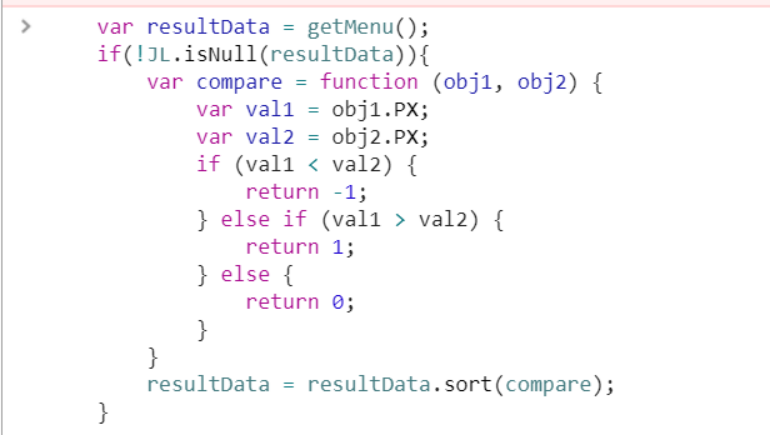 >     var resultData = getMenu();
      if(!JL.isNull(resultData)){
          var compare = function (obj1, obj2) {
              var val1 = obj1.PX;
              var val2 = obj2.PX;
              if (val1 < val2) {
                  return -1;
              } else if (val1 > val2) {
                  return 1;
              } else {
                  return 0;
              }
          }
          resultData = resultData.sort(compare);
      }